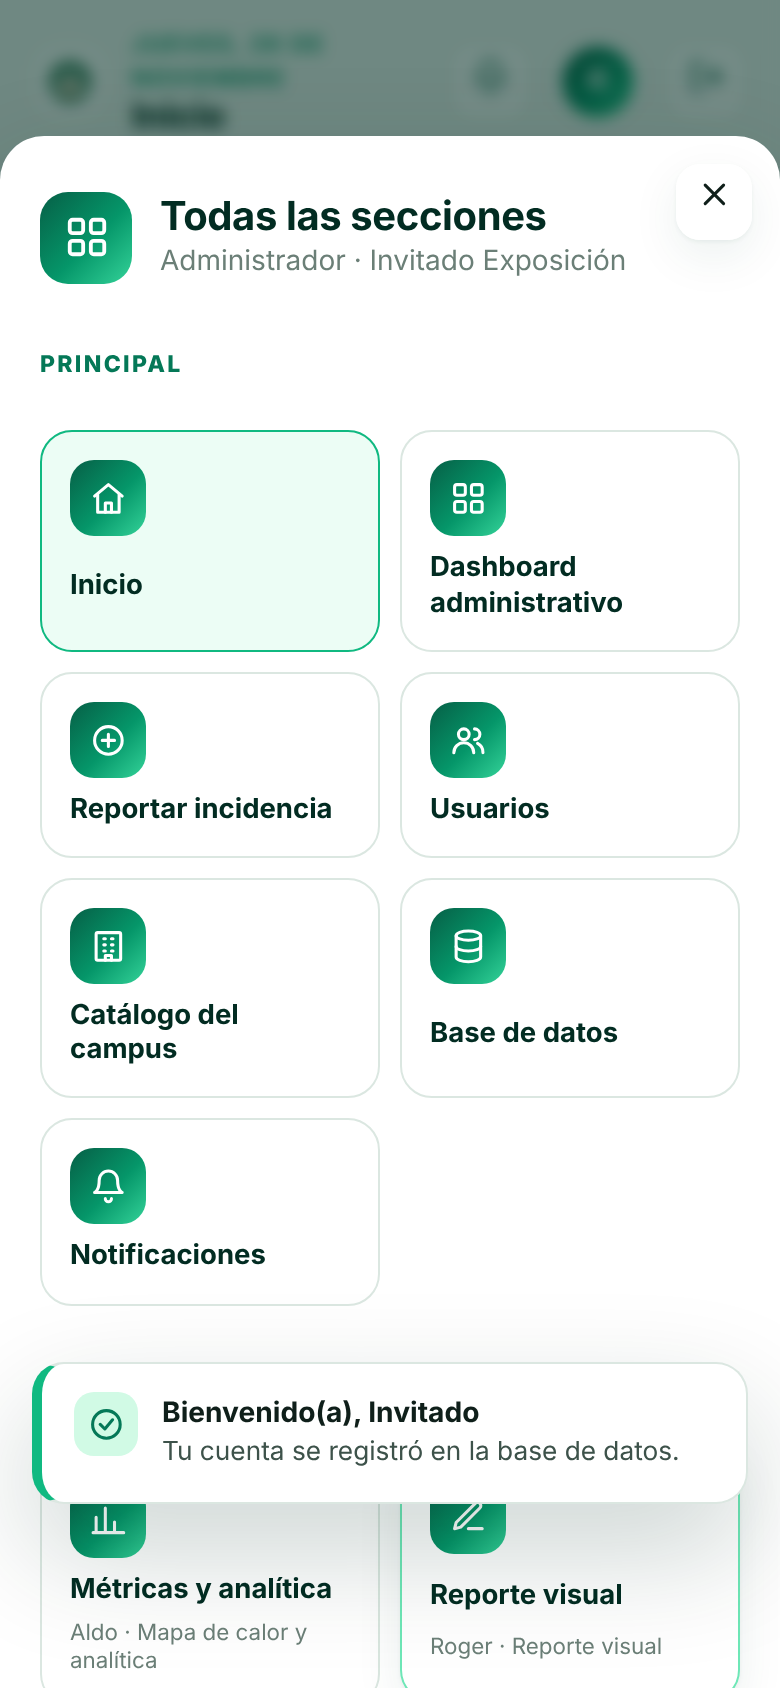 Inicio
Todas las secciones
Administrador · Invitado Exposición
PRINCIPAL
Inicio
Dashboard
administrativo
Reportar incidencia
Usuarios
Catálogo del
campus
Base de datos
Notificaciones
Bienvenido(a), Invitado
Tu cuenta se registró en la base de datos.
Métricas y analítica
Aldo · Mapa de calor y
analítica
Reporte visual
Roger · Reporte visual